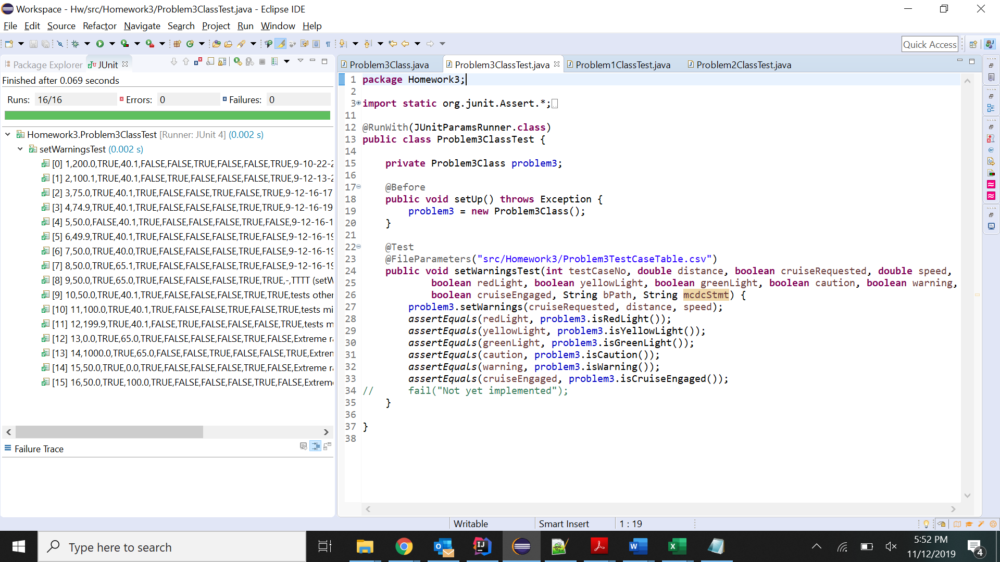 Workspace - Hw/src/Homework3/Problem3ClassTest.java - Eclipse IDE
File Edit Source Refactor Navigate Search Project Run Window Help
Quick Access
Package Explorer JUnit
Problem3Class.java Problem3ClassTest.java Problem1ClassTest.java Problem2ClassTest.java
Finished after 0.069 seconds
Runs: 16/16 Errors: 0 Failures: 0
Homework3.Problem3ClassTest [Runner: JUnit 4] (0.002 s)
setWarningsTest (0.002 s)
[0] 1,200.0,TRUE,40.1,FALSE,FALSE,TRUE,FALSE,FALSE,TRUE,9-10-22-2
[1] 2,100.1,TRUE,40.1,FALSE,TRUE,FALSE,FALSE,FALSE,TRUE,9-12-13-2
[2] 3,75.0,TRUE,40.1,TRUE,FALSE,FALSE,TRUE,FALSE,TRUE,9-12-16-17
[3] 4,74.9,TRUE,40.1,TRUE,FALSE,FALSE,FALSE,TRUE,TRUE,9-12-16-19
[4] 5,50.0,FALSE,40.1,TRUE,FALSE,FALSE,FALSE,TRUE,FALSE,9-12-16-1
[5] 6,49.9,TRUE,40.1,TRUE,FALSE,FALSE,FALSE,TRUE,FALSE,9-12-16-19
[6] 7,50.0,TRUE,40.0,TRUE,FALSE,FALSE,FALSE,TRUE,FALSE,9-12-16-19
[7] 8,50.0,TRUE,65.1,TRUE,FALSE,FALSE,FALSE,TRUE,FALSE,9-12-16-19
[8] 9,50.0,TRUE,65.0,TRUE,FALSE,FALSE,FALSE,TRUE,TRUE,-,TTTT (setW
[9] 10,50.0,TRUE,40.1,TRUE,FALSE,FALSE,FALSE,TRUE,TRUE,tests other
[10] 11,100.0,TRUE,40.1,TRUE,FALSE,FALSE,TRUE,FALSE,TRUE,tests mi
[11] 12,199.9,TRUE,40.1,FALSE,TRUE,FALSE,FALSE,FALSE,TRUE,tests m
[12] 13,0.0,TRUE,65.0,TRUE,FALSE,FALSE,FALSE,TRUE,FALSE,Extreme ra
[13] 14,1000.0,TRUE,65.0,FALSE,FALSE,TRUE,FALSE,FALSE,TRUE,Extren
[14] 15,50.0,TRUE,0.0,TRUE,FALSE,FALSE,FALSE,TRUE,FALSE,Extreme ra
[15] 16,50.0,TRUE,100.0,TRUE,FALSE,FALSE,FALSE,TRUE,FALSE,Extreme
Failure Trace
1 package Homework3;
2
3 import static org.junit.Assert.*;
11
12 @RunWith(JUnitParamsRunner.class)
13 public class Problem3ClassTest {
14
15 private Problem3Class problem3;
16
17 @Before
18 public void setUp() throws Exception {
19 problem3 = new Problem3Class();
20 }
21
22 @Test
23 @FileParameters("src/Homework3/Problem3TestCaseTable.csv")
24 public void setWarningsTest(int testCaseNo, double distance, boolean cruiseRequested, double speed,
25 boolean redLight, boolean yellowLight, boolean greenLight, boolean caution, boolean warning,
26 boolean cruiseEngaged, String bPath, String mcdcStmt) {
27 problem3.setWarnings(cruiseRequested, distance, speed);
28 assertEquals(redLight, problem3.isRedLight());
29 assertEquals(yellowLight, problem3.isYellowLight());
30 assertEquals(greenLight, problem3.isGreenLight());
31 assertEquals(caution, problem3.isCaution());
32 assertEquals(warning, problem3.isWarning());
33 assertEquals(cruiseEngaged, problem3.isCruiseEngaged());
34 // fail("Not yet implemented");
35 }
36
37 }
38
Writable Smart Insert 1 : 19
Type here to search
5:52 PM
11/12/2019
4